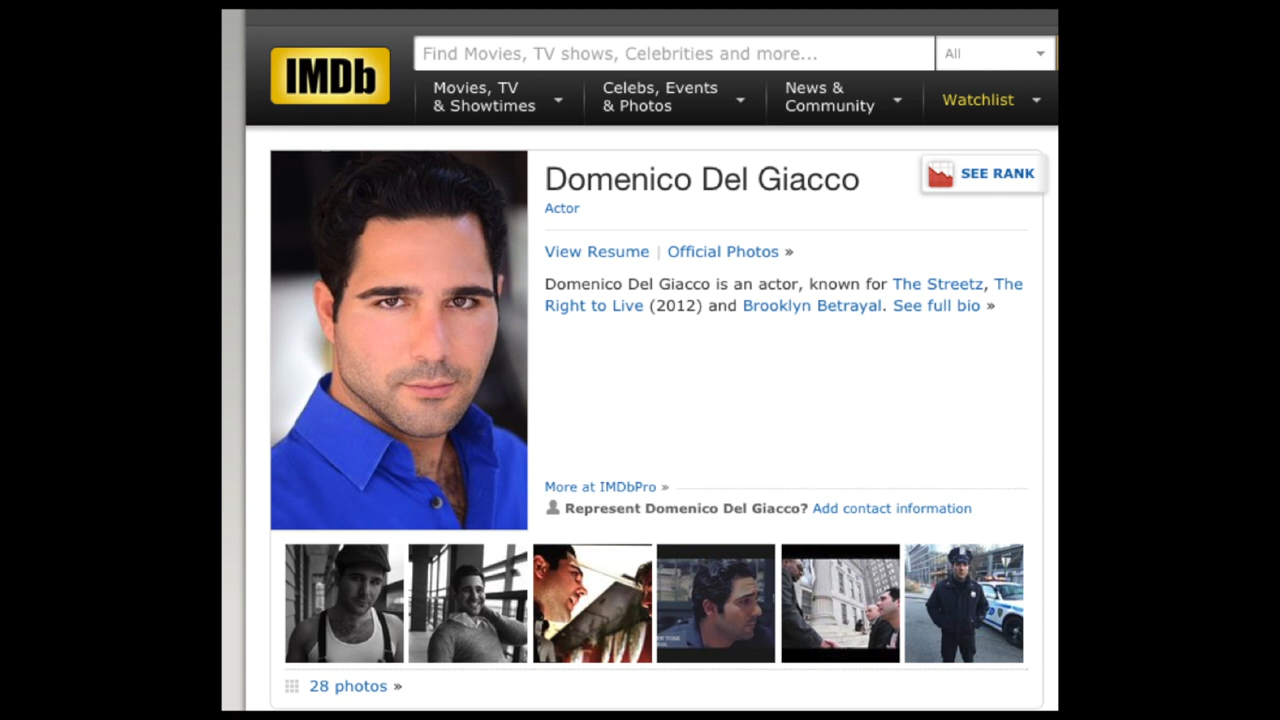 IMDb
Find Movies, TV shows, Celebrities and more...
All
Movies, TV
& Showtimes
Celebs, Events
& Photos
News &
Community
Watchlist
Domenico Del Giacco
SEE RANK
Actor
View Resume | Official Photos »
Domenico Del Giacco is an actor, known for The Streetz, The
Right to Live (2012) and Brooklyn Betrayal. See full bio »
More at IMDbPro »
Represent Domenico Del Giacco? Add contact information
28 photos »